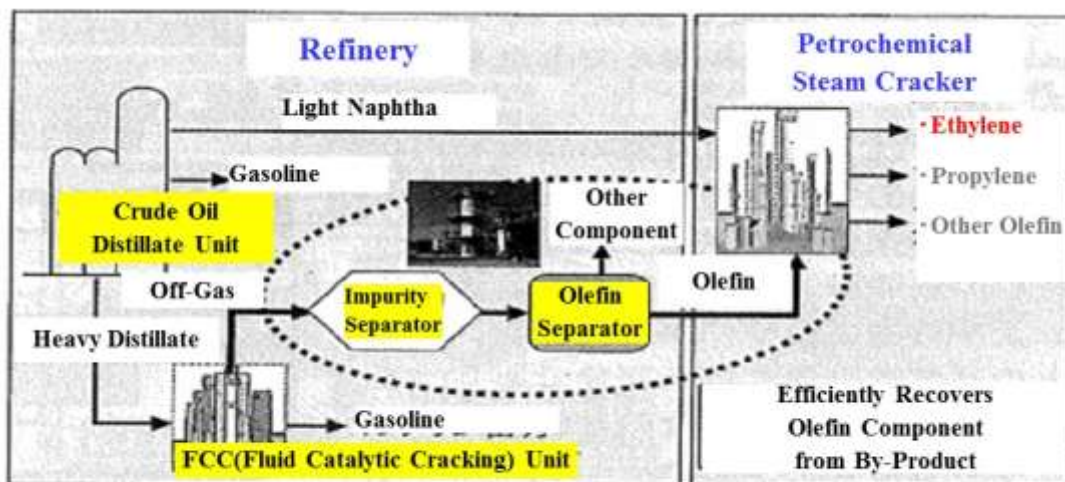 Refinery
Petrochemical
Steam Cracker
Light Naphtha
· Ethylene
Gasoline
· Propylene
Crude Oil
Distillate Unit
Other
Component
· Other Olefin
Off-Gas
Impurity
Separator
Olefin
Separator
Olefin
Heavy Distillate
Gasoline
FCC(Fluid Catalytic Cracking) Unit
Efficiently Recovers
Olefin Component
from By-Product